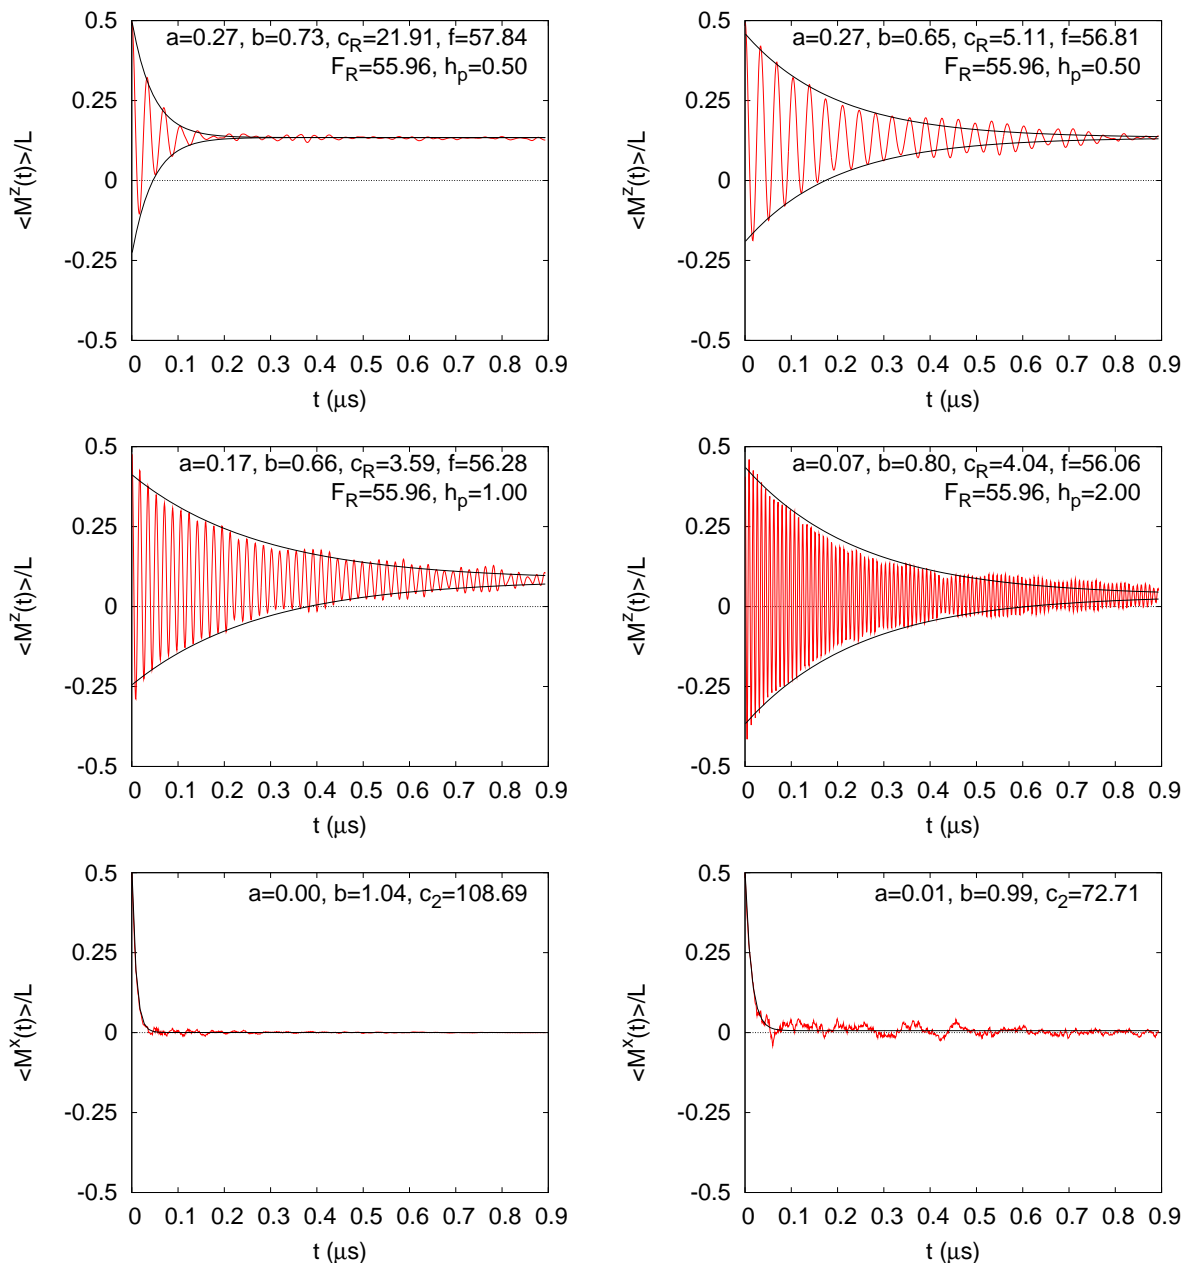 a=0.27, b=0.73, c_R=21.91, f=57.84
F_R=55.96, h_p=0.50
0.5
0.25
0
-0.25
-0.5
<M^z(t)>/L
0 0.1 0.2 0.3 0.4 0.5 0.6 0.7 0.8 0.9
t (μs)
a=0.27, b=0.65, c_R=5.11, f=56.81
F_R=55.96, h_p=0.50
0.5
0.25
0
-0.25
-0.5
<M^z(t)>/L
0 0.1 0.2 0.3 0.4 0.5 0.6 0.7 0.8 0.9
t (μs)
a=0.17, b=0.66, c_R=3.59, f=56.28
F_R=55.96, h_p=1.00
0.5
0.25
0
-0.25
-0.5
<M^z(t)>/L
0 0.1 0.2 0.3 0.4 0.5 0.6 0.7 0.8 0.9
t (μs)
a=0.07, b=0.80, c_R=4.04, f=56.06
F_R=55.96, h_p=2.00
0.5
0.25
0
-0.25
-0.5
<M^z(t)>/L
0 0.1 0.2 0.3 0.4 0.5 0.6 0.7 0.8 0.9
t (μs)
a=0.00, b=1.04, c_2=108.69
0.5
0.25
0
-0.25
-0.5
<M^x(t)>/L
0 0.1 0.2 0.3 0.4 0.5 0.6 0.7 0.8 0.9
t (μs)
a=0.01, b=0.99, c_2=72.71
0.5
0.25
0
-0.25
-0.5
<M^x(t)>/L
0 0.1 0.2 0.3 0.4 0.5 0.6 0.7 0.8 0.9
t (μs)